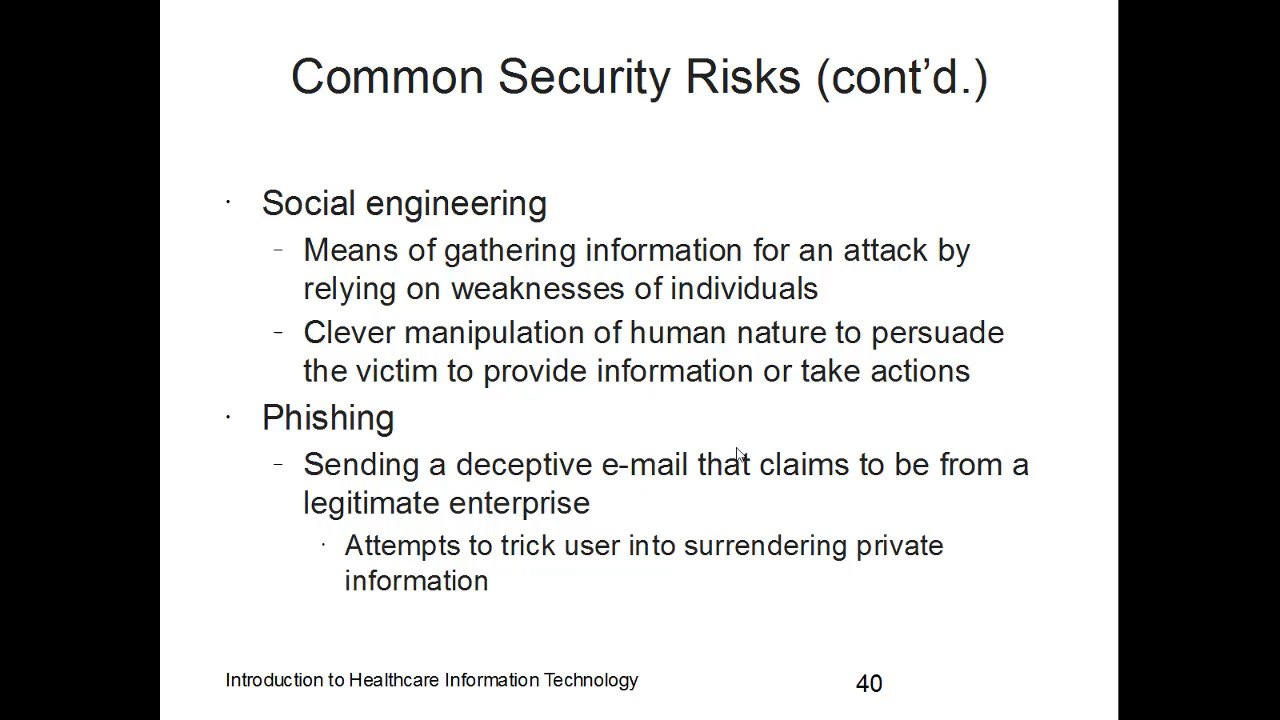 Common Security Risks (cont’d.)
· Social engineering
– Means of gathering information for an attack by
relying on weaknesses of individuals
– Clever manipulation of human nature to persuade
the victim to provide information or take actions
· Phishing
– Sending a deceptive e-mail that claims to be from a
legitimate enterprise
· Attempts to trick user into surrendering private
information
Introduction to Healthcare Information Technology
40